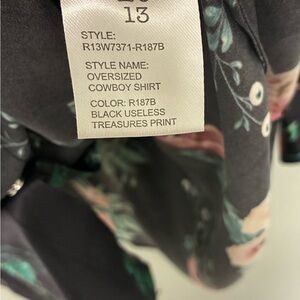 13
STYLE:
R13W7371-R187B
STYLE NAME:
OVERSIZED
COWBOY SHIRT
COLOR: R187B
BLACK USELESS
TREASURES PRINT